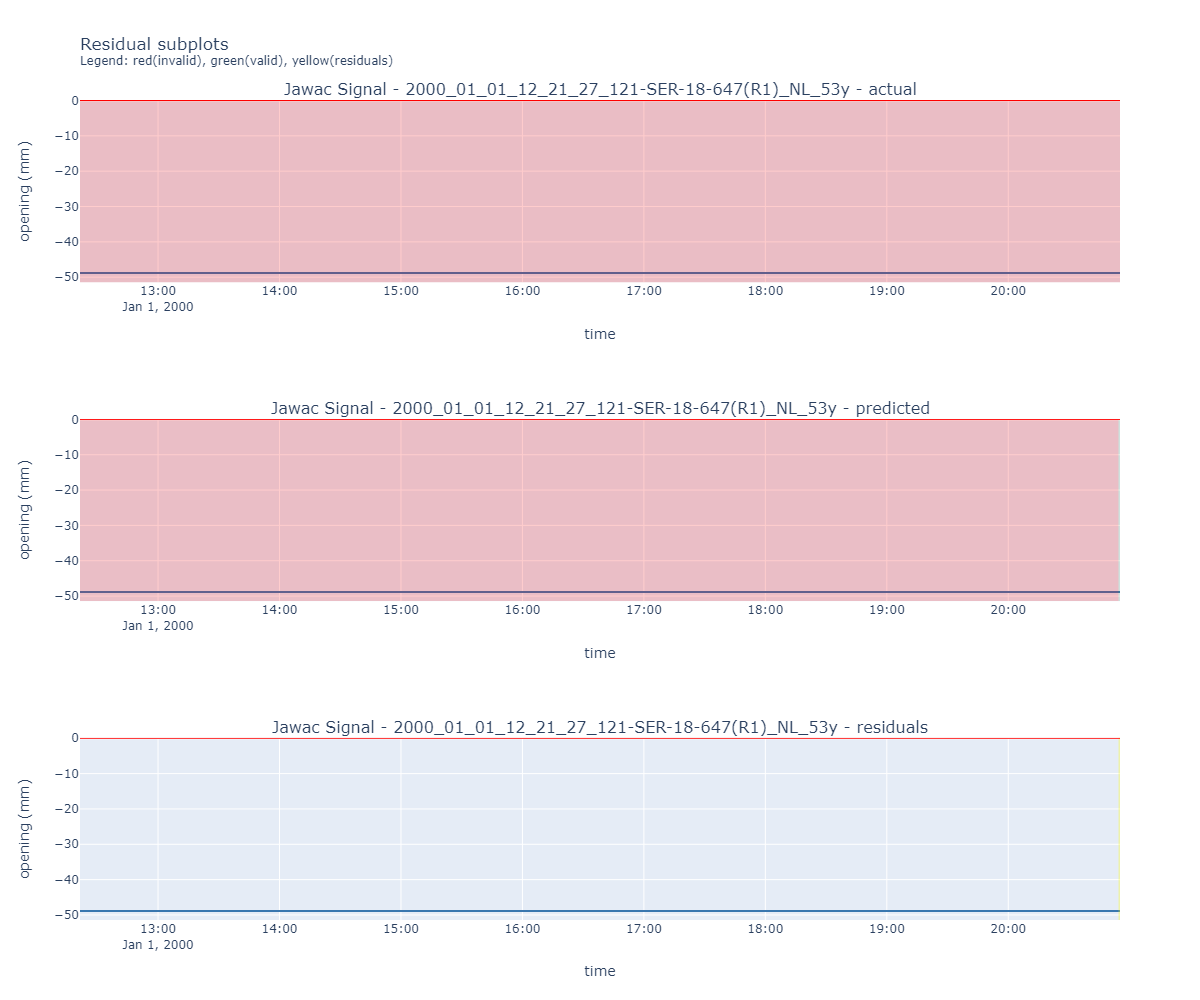 Residual subplots
Legend: red(invalid), green(valid), yellow(residuals)
Jawac Signal - 2000_01_01_12_21_27_121-SER-18-647(R1)_NL_53y - actual
0
−10
−20
−30
−40
−50
opening (mm)
13:00 14:00 15:00 16:00 17:00 18:00 19:00 20:00
Jan 1, 2000
time
Jawac Signal - 2000_01_01_12_21_27_121-SER-18-647(R1)_NL_53y - predicted
0
−10
−20
−30
−40
−50
opening (mm)
13:00 14:00 15:00 16:00 17:00 18:00 19:00 20:00
Jan 1, 2000
time
Jawac Signal - 2000_01_01_12_21_27_121-SER-18-647(R1)_NL_53y - residuals
0
−10
−20
−30
−40
−50
opening (mm)
13:00 14:00 15:00 16:00 17:00 18:00 19:00 20:00
Jan 1, 2000
time